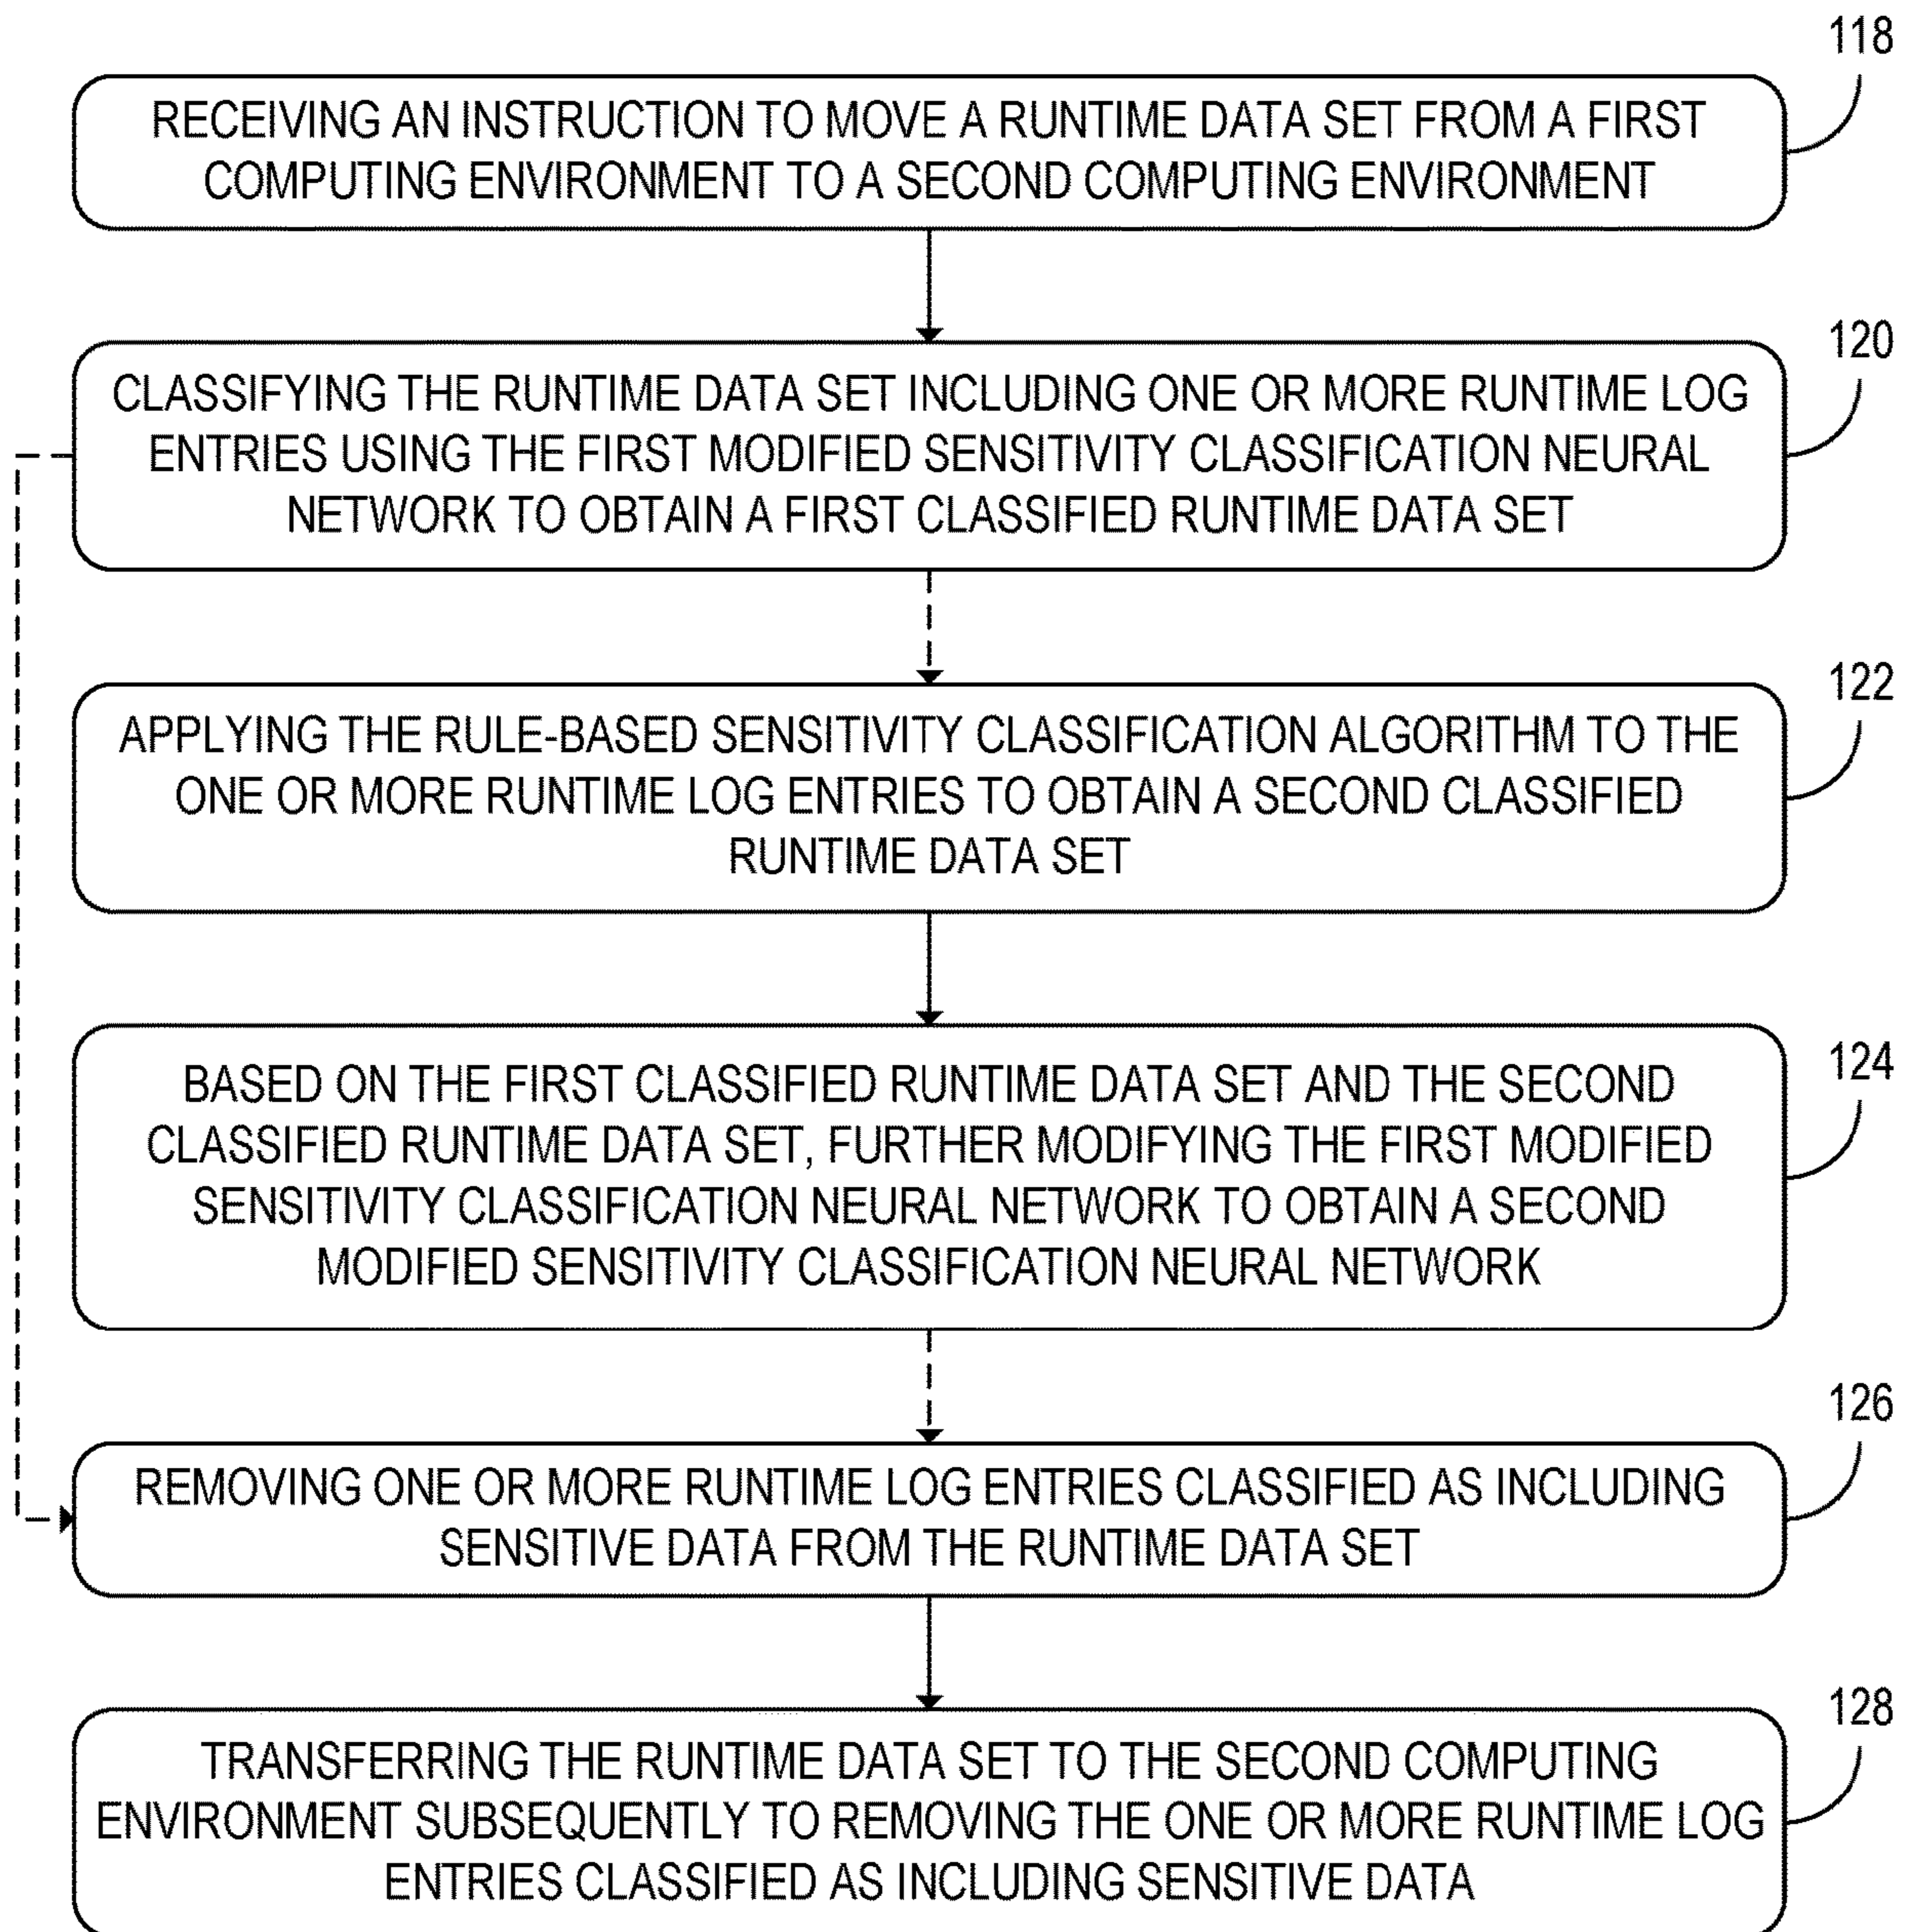 118
RECEIVING AN INSTRUCTION TO MOVE A RUNTIME DATA SET FROM A FIRST
COMPUTING ENVIRONMENT TO A SECOND COMPUTING ENVIRONMENT
120
CLASSIFYING THE RUNTIME DATA SET INCLUDING ONE OR MORE RUNTIME LOG
ENTRIES USING THE FIRST MODIFIED SENSITIVITY CLASSIFICATION NEURAL
NETWORK TO OBTAIN A FIRST CLASSIFIED RUNTIME DATA SET
122
APPLYING THE RULE-BASED SENSITIVITY CLASSIFICATION ALGORITHM TO THE
ONE OR MORE RUNTIME LOG ENTRIES TO OBTAIN A SECOND CLASSIFIED
RUNTIME DATA SET
124
BASED ON THE FIRST CLASSIFIED RUNTIME DATA SET AND THE SECOND
CLASSIFIED RUNTIME DATA SET, FURTHER MODIFYING THE FIRST MODIFIED
SENSITIVITY CLASSIFICATION NEURAL NETWORK TO OBTAIN A SECOND
MODIFIED SENSITIVITY CLASSIFICATION NEURAL NETWORK
126
REMOVING ONE OR MORE RUNTIME LOG ENTRIES CLASSIFIED AS INCLUDING
SENSITIVE DATA FROM THE RUNTIME DATA SET
128
TRANSFERRING THE RUNTIME DATA SET TO THE SECOND COMPUTING
ENVIRONMENT SUBSEQUENTLY TO REMOVING THE ONE OR MORE RUNTIME LOG
ENTRIES CLASSIFIED AS INCLUDING SENSITIVE DATA